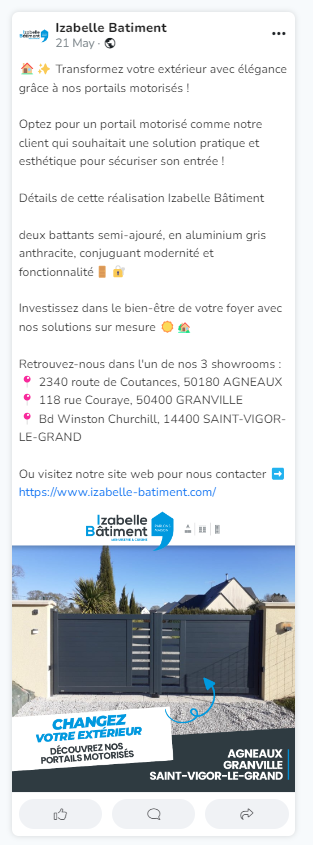 Izabelle Batiment
21 May ·
🏠✨ Transformez votre extérieur avec élégance
grâce à nos portails motorisés !
Optez pour un portail motorisé comme notre
client qui souhaitait une solution pratique et
esthétique pour sécuriser son entrée !
Détails de cette réalisation Izabelle Bâtiment
deux battants semi-ajouré, en aluminium gris
anthracite, conjuguant modernité et
fonctionnalité🚪🔐
Investissez dans le bien-être de votre foyer avec
nos solutions sur mesure 🌞🏡
Retrouvez-nous dans l'un de nos 3 showrooms :
📍 2340 route de Coutances, 50180 AGNEAUX
📍 118 rue Couraye, 50400 GRANVILLE
📍 Bd Winston Churchill, 14400 SAINT-VIGOR-
LE-GRAND
Ou visitez notre site web pour nous contacter ➡️
https://www.izabelle-batiment.com/
Izabelle
Bâtiment
CHANGEZ
VOTRE EXTÉRIEUR
DÉCOUVREZ NOS
PORTAILS MOTORISÉS
AGNEAUX
GRANVILLE
SAINT-VIGOR-LE-GRAND